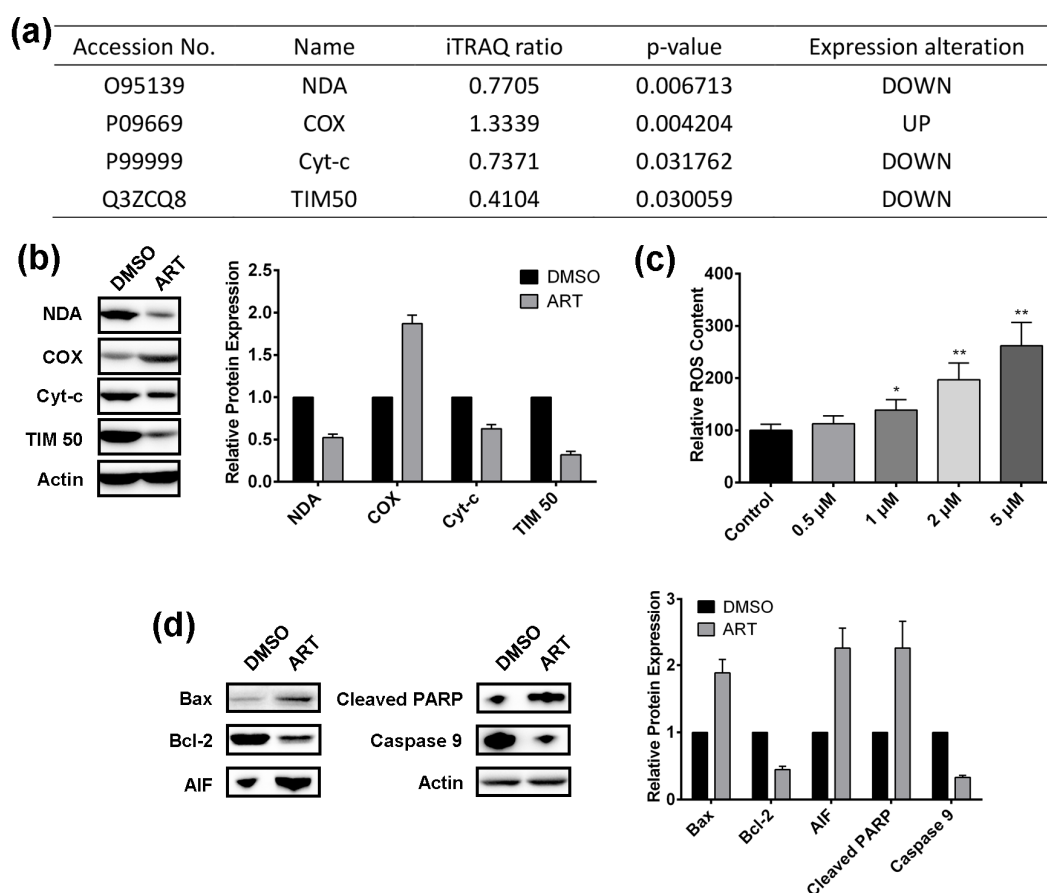 (a)
Accession No. Name iTRAQ ratio p-value Expression alteration
O95139 NDA 0.7705 0.006713 DOWN
P09669 COX 1.3339 0.004204 UP
P99999 Cyt-c 0.7371 0.031762 DOWN
Q3ZCQ8 TIM50 0.4104 0.030059 DOWN
(b)
DMSO ART
NDA
COX
Cyt-c
TIM 50
Actin
Relative Protein Expression
2.5
2.0
1.5
1.0
0.5
0.0
DMSO
ART
NDA COX Cyt-c TIM 50
(c)
Relative ROS Content
400
300
200
100
0
* ** **
Control 0.5 μM 1 μM 2 μM 5 μM
(d)
DMSO ART
Bax
Bcl-2
AIF
DMSO ART
Cleaved PARP
Caspase 9
Actin
Relative Protein Expression
3
2
1
0
DMSO
ART
Bax Bcl-2 AIF Cleaved PARP Caspase 9